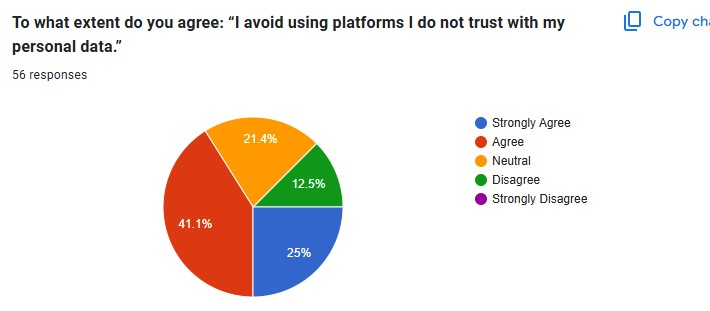 To what extent do you agree: “I avoid using platforms I do not trust with my
personal data.”
Copy cha
56 responses
21.4%
12.5%
41.1%
25%
Strongly Agree
Agree
Neutral
Disagree
Strongly Disagree